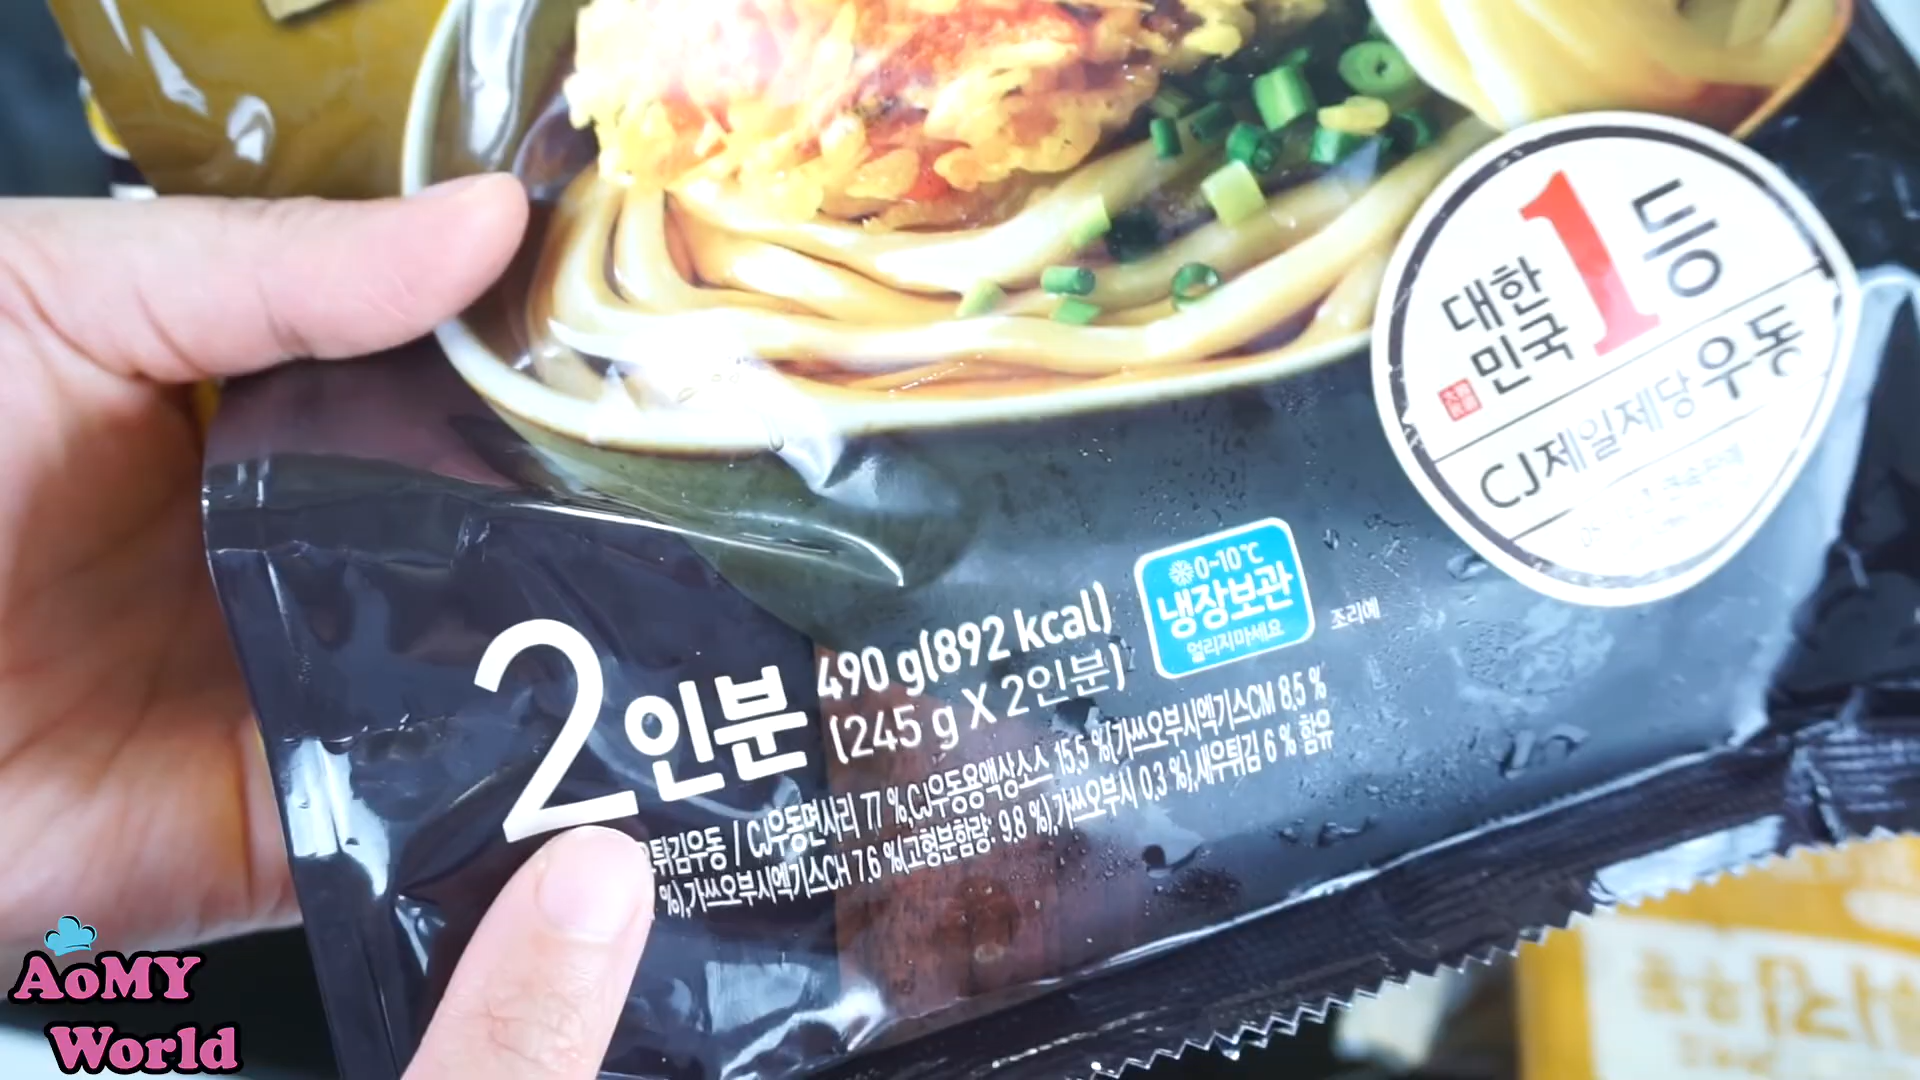 대한
민국
1등
CJ제일제당 우동
0-10℃
냉장보관
얼리지마세요
조리예
2인분
490 g(892 kcal)
(245 g X 2인분)
튀김우동 / CJ우동면사리 77 %,CJ우동용액상소스 15.5 %(가쓰오부시엑기스CM 8.5 %
%),가쓰오부시엑기스CH 7.6 %(고형분함량: 9.8 %),가쓰오부시 0.3 %),새우튀김 6 % 함유
AoMY
World